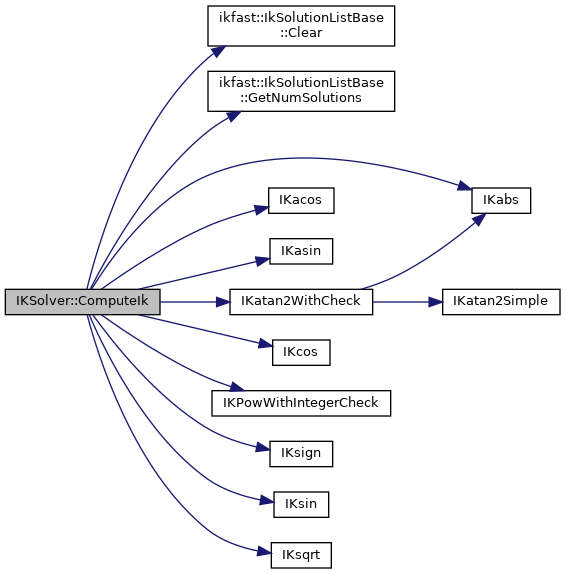 ikfast::IkSolutionListBase
::Clear
ikfast::IkSolutionListBase
::GetNumSolutions
IKabs
IKacos
IKasin
IKSolver::ComputeIk
IKatan2WithCheck
IKatan2Simple
IKcos
IKPowWithIntegerCheck
IKsign
IKsin
IKsqrt